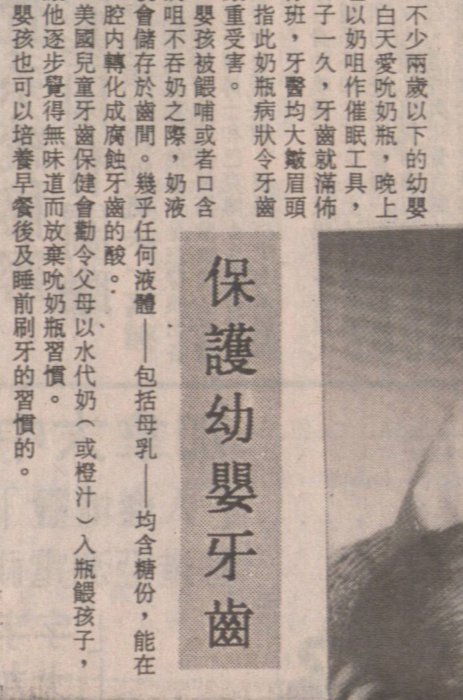 保護幼嬰牙齒
不少兩歲以下的幼嬰
白天愛吮奶瓶，晚上
以奶咀作催眠工具，
子一久，牙齒就滿佈
班，牙醫均大皺眉頭
指此奶瓶病狀令牙齒
重受害。
嬰孩被餵哺或者口含
咀不吞奶之際，奶液
會儲存於齒間。幾乎任何液體——包括母乳——均含糖份，能在
腔內轉化成腐蝕牙齒的酸。
美國兒童牙齒保健會勸令父母以水代奶（或橙汁）入瓶餵孩子，
他逐步覺得無味道而放棄吮奶瓶習慣。
嬰孩也可以培養早餐後及睡前刷牙的習慣的。